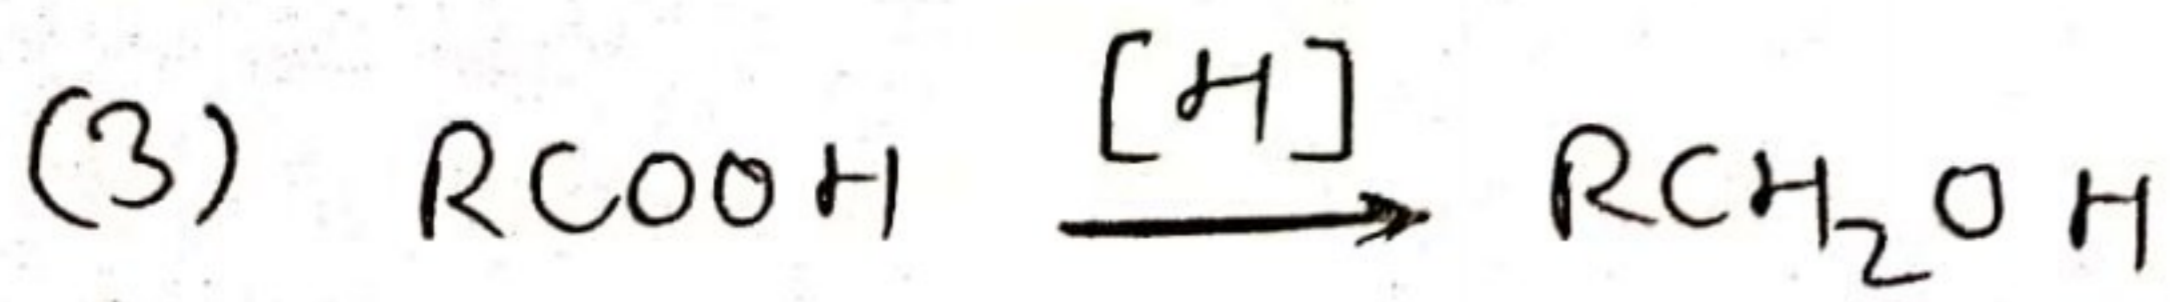 (3) RCOOH [H] → RCH₂OH